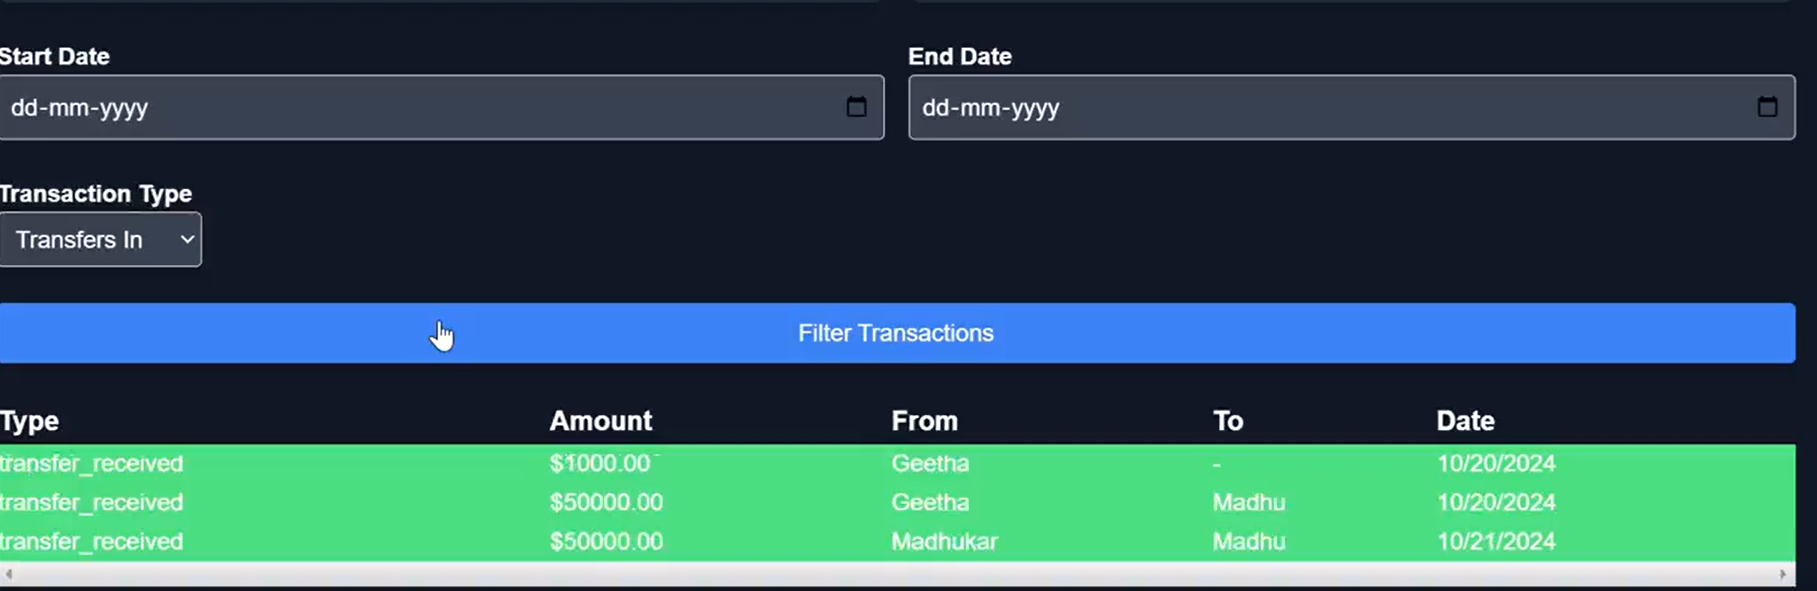 Start Date End Date
dd-mm-yyyy dd-mm-yyyy
Transaction Type
Transfers In
Filter Transactions
Type Amount From To Date
transfer_received $1000.00 Geetha - 10/20/2024
transfer_received $50000.00 Geetha Madhu 10/20/2024
transfer_received $50000.00 Madhukar Madhu 10/21/2024